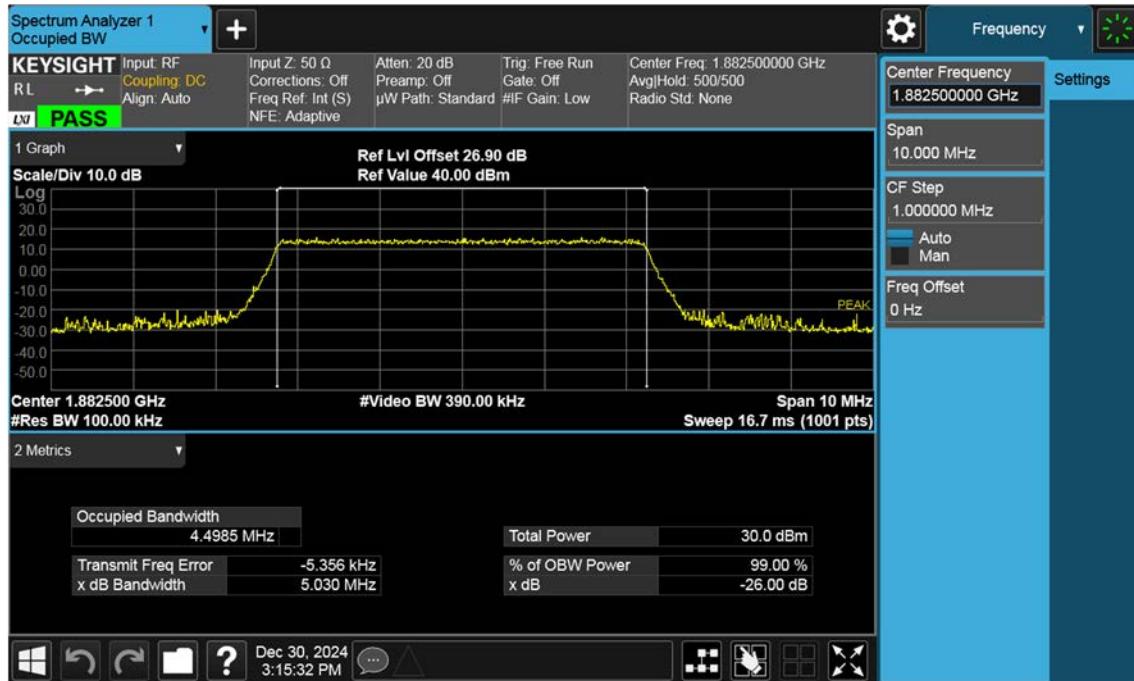 Spectrum Analyzer 1
Occupied BW
+
Frequency
KEYSIGHT
R L
LXI PASS
Input: RF
Coupling: DC
Align: Auto
Input Z: 50 Ω
Corrections: Off
Freq Ref: Int (S)
NFE: Adaptive
Atten: 20 dB
Preamp: Off
µW Path: Standard
Trig: Free Run
Gate: Off
#IF Gain: Low
Center Freq: 1.882500000 GHz
Avg|Hold: 500/500
Radio Std: None
Center Frequency
1.882500000 GHz
Settings
Span
10.000 MHz
CF Step
1.000000 MHz
Auto
Man
Freq Offset
0 Hz
1 Graph
Ref Lvl Offset 26.90 dB
Scale/Div 10.0 dB
Ref Value 40.00 dBm
Log
30.0
20.0
10.0
0.00
-10.0
-20.0
-30.0
-40.0
-50.0
PEAK
Center 1.882500 GHz
#Video BW 390.00 kHz
Span 10 MHz
#Res BW 100.00 kHz
Sweep 16.7 ms (1001 pts)
2 Metrics
Occupied Bandwidth
4.4985 MHz
Total Power 30.0 dBm
Transmit Freq Error -5.356 kHz
% of OBW Power 99.00 %
x dB Bandwidth 5.030 MHz
x dB -26.00 dB
?
Dec 30, 2024
3:15:32 PM